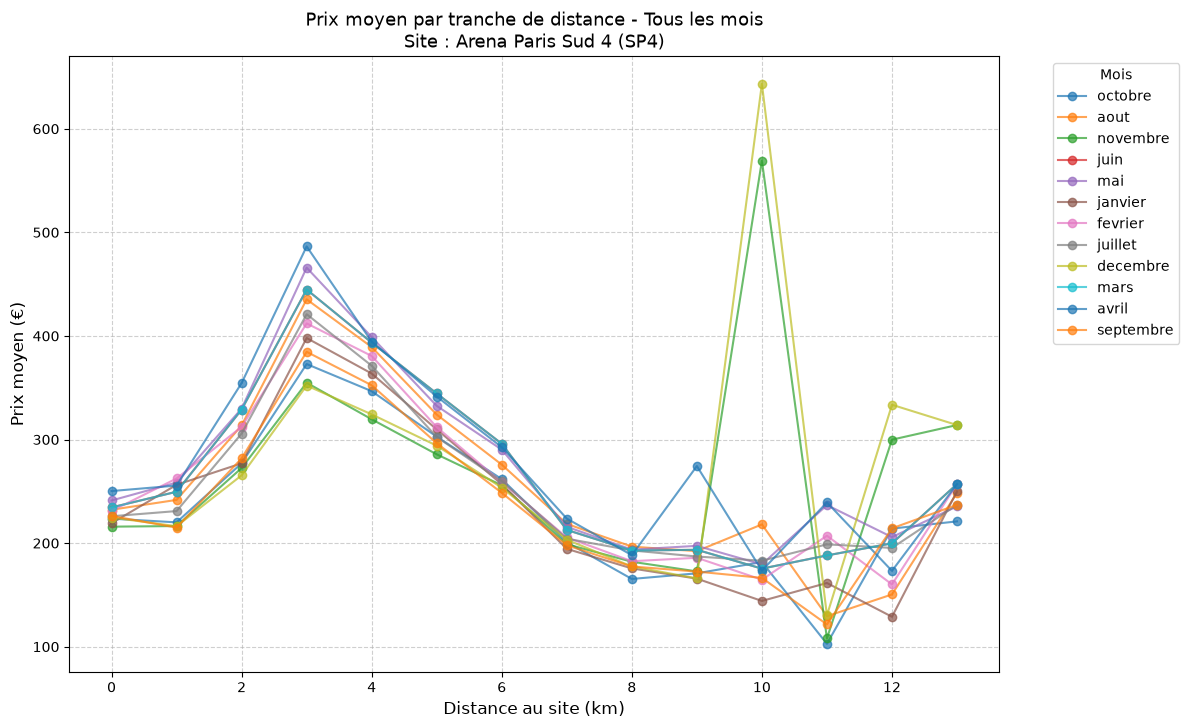 Prix moyen par tranche de distance - Tous les mois
Site : Arena Paris Sud 4 (SP4)
Prix moyen (€)
600
500
400
300
200
100
0
2
4
6
8
10
12
Distance au site (km)
Mois
octobre
aout
novembre
juin
mai
janvier
fevrier
juillet
decembre
mars
avril
septembre